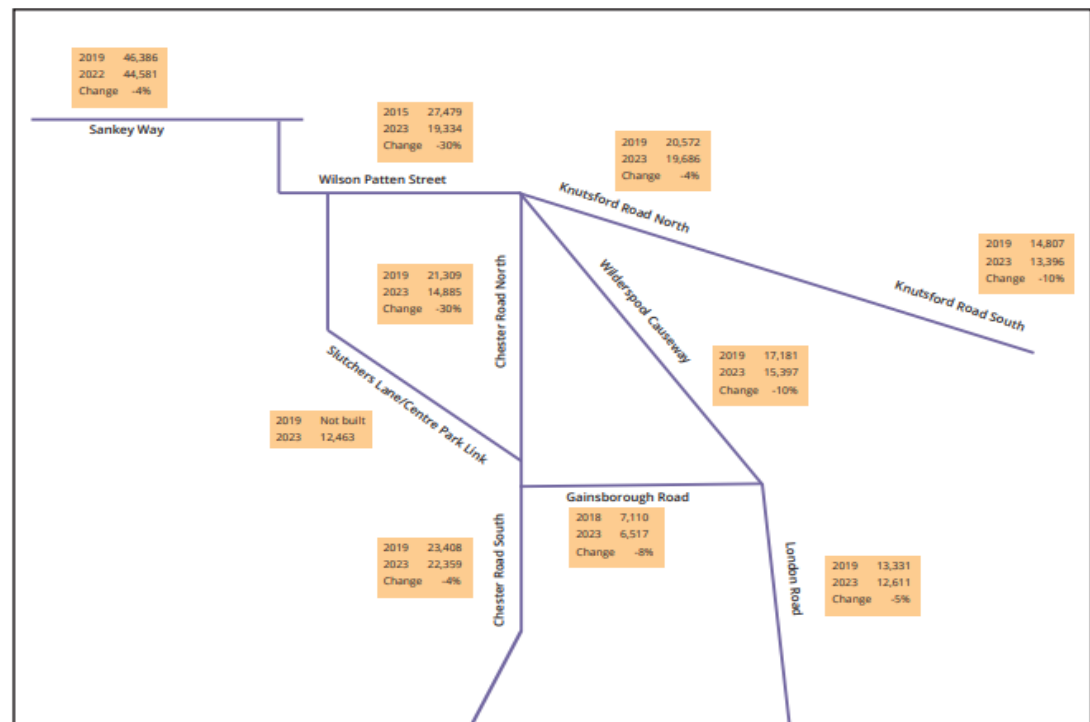 2019 46,386
2022 44,581
Change -4%
Sankey Way
2015 27,479
2023 19,334
Change -30%
Wilson Patten Street
2019 20,572
2023 19,686
Change -4%
Knutsford Road North
2019 14,807
2023 13,396
Change -10%
Knutsford Road South
2019 21,309
2023 14,885
Change -30%
Chester Road North
Wilderspool Causeway
2019 17,181
2023 15,397
Change -10%
Slutchers Lane/Centre Park Link
2019 Not built
2023 12,463
Gainsborough Road
2018 7,110
2023 6,517
Change -8%
2019 23,408
2023 22,359
Change -4%
Chester Road South
London Road
2019 13,331
2023 12,611
Change -5%